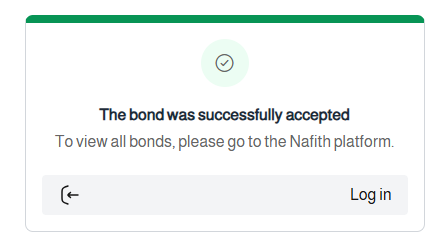 The bond was successfully accepted
To view all bonds, please go to the Nafith platform.
Log in